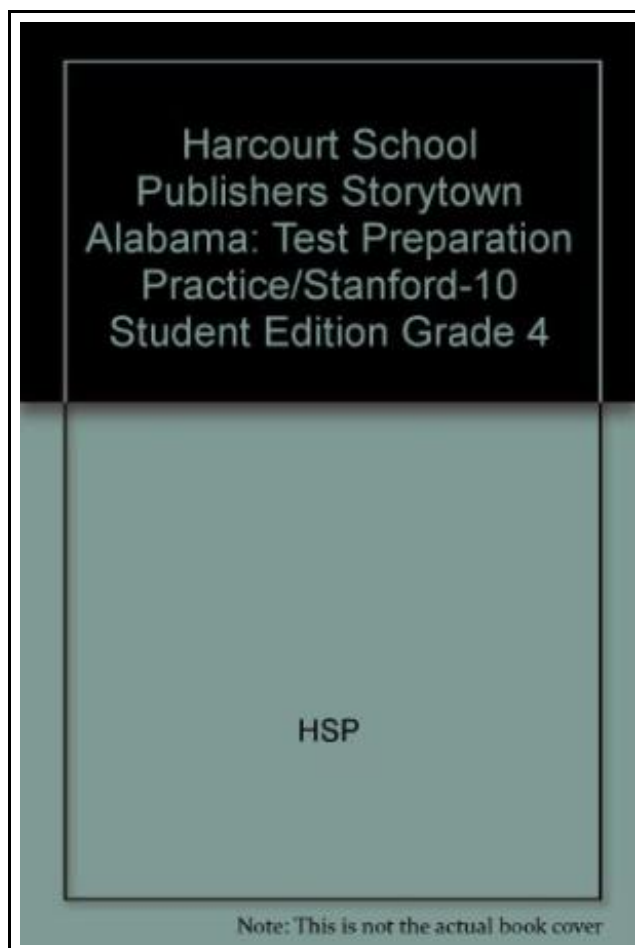 Harcourt School
Publishers Storytown
Alabama: Test Preparation
Practice/Stanford-10
Student Edition Grade 4
HSP
Note: This is not the actual book cover